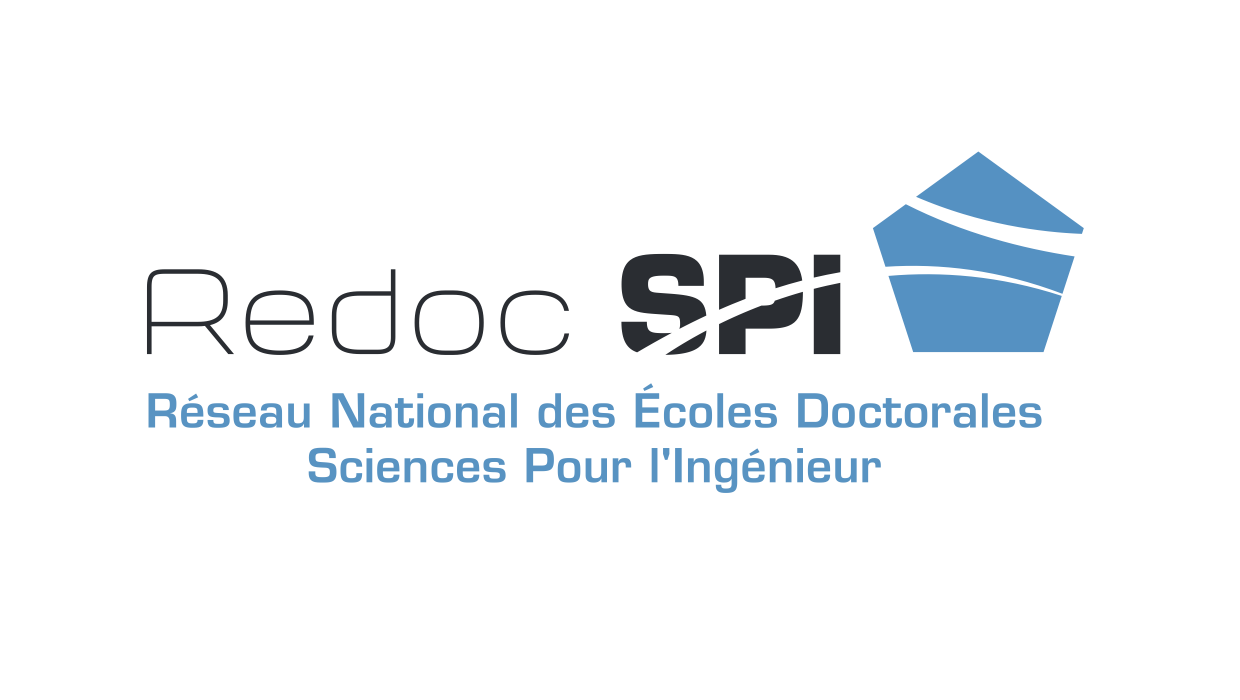 Redoc SPI
Réseau National des Écoles Doctorales
Sciences Pour l'Ingénieur